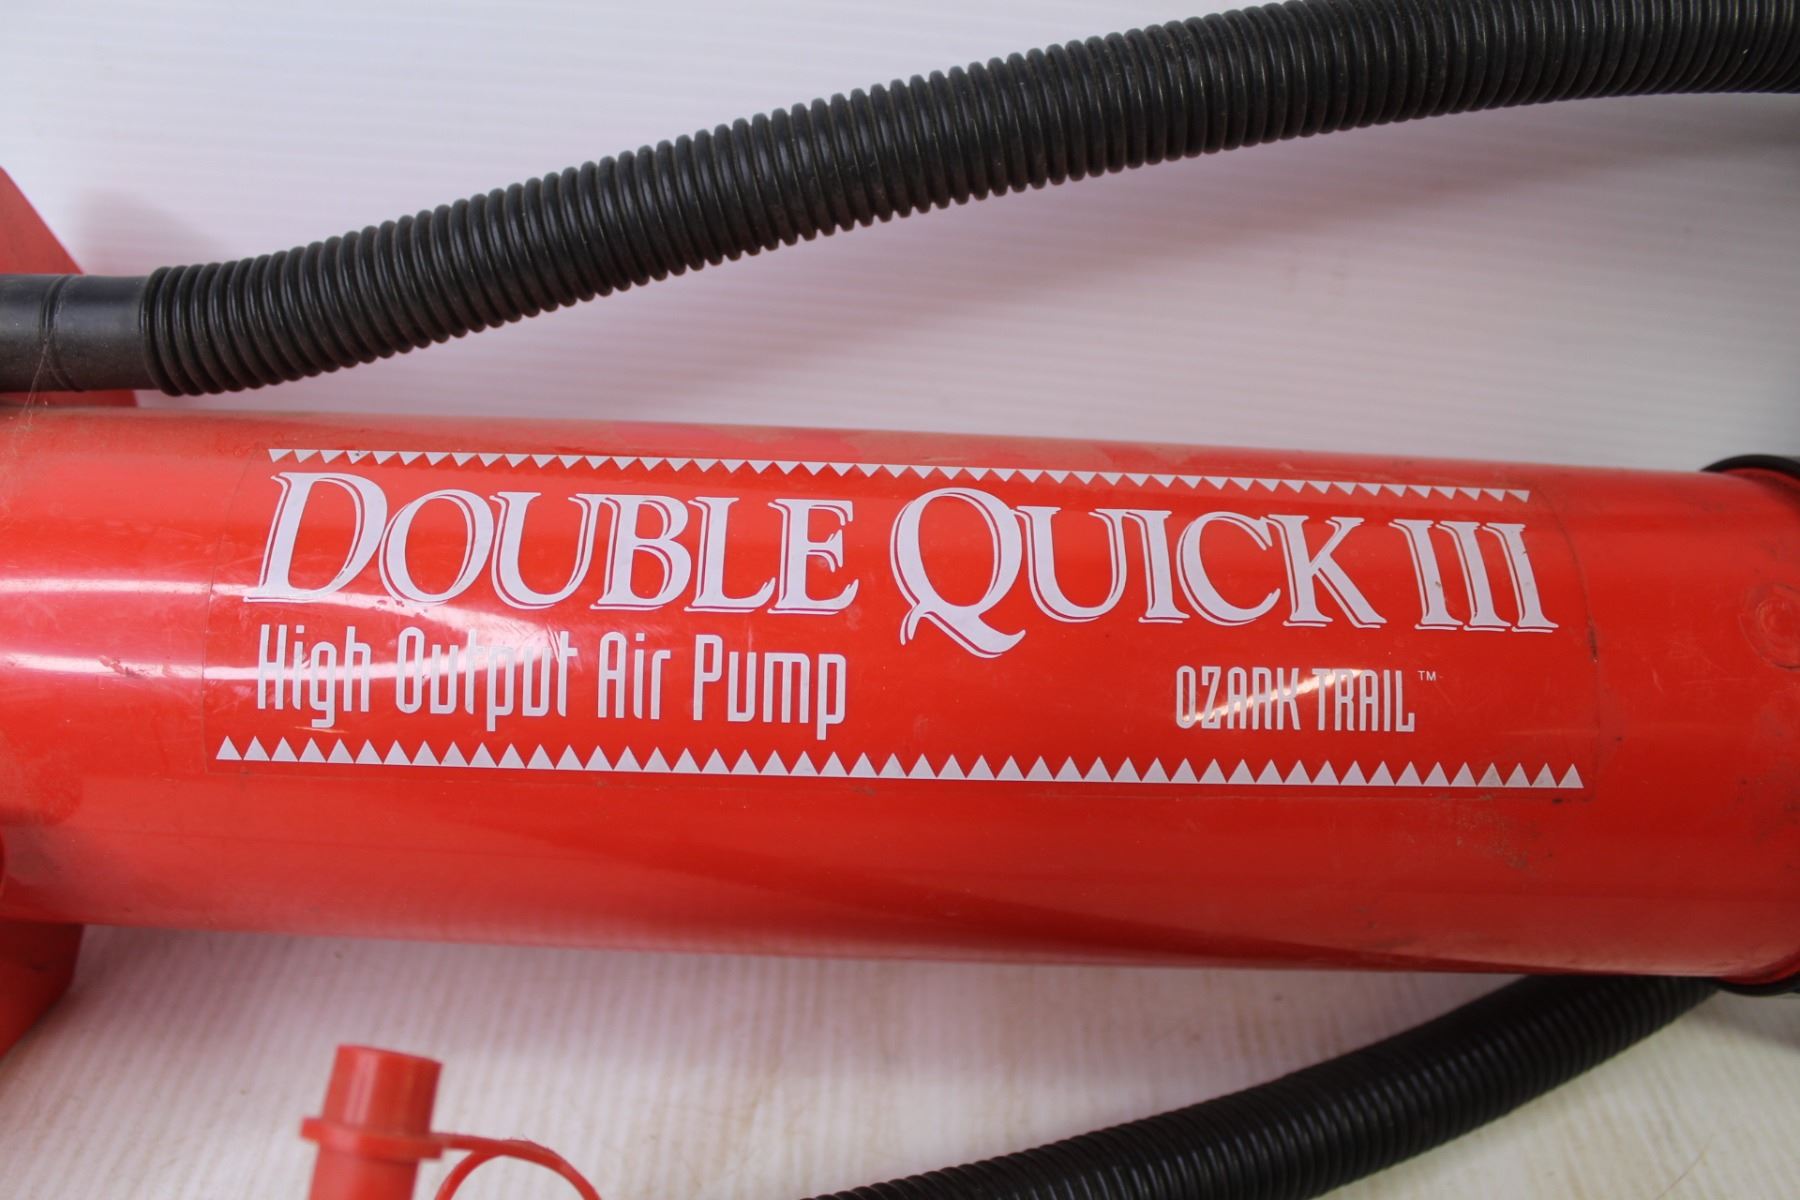 DOUBLE QUICK III
High Output Air Pump
OZARK TRAIL™